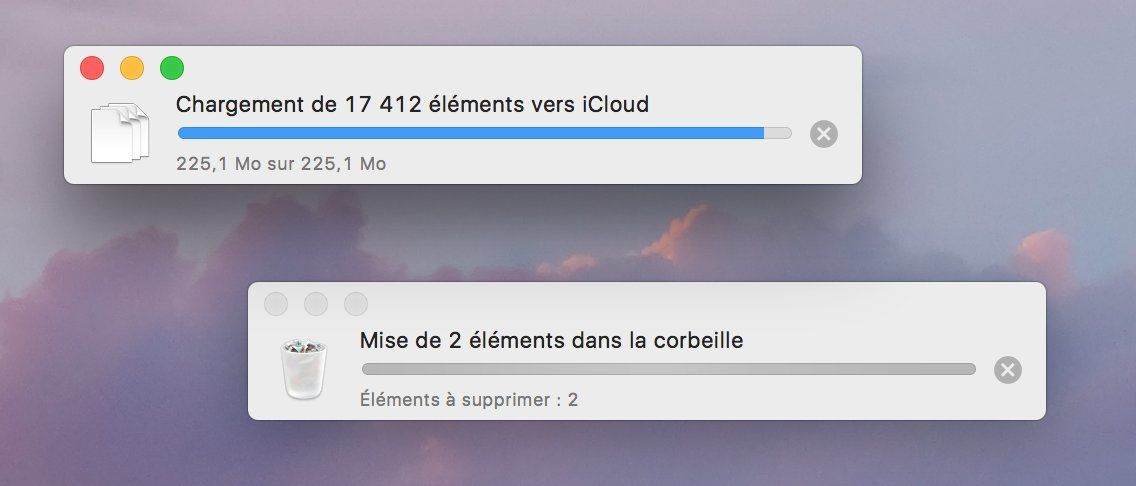 Chargement de 17 412 éléments vers iCloud
225,1 Mo sur 225,1 Mo
Mise de 2 éléments dans la corbeille
Éléments à supprimer : 2